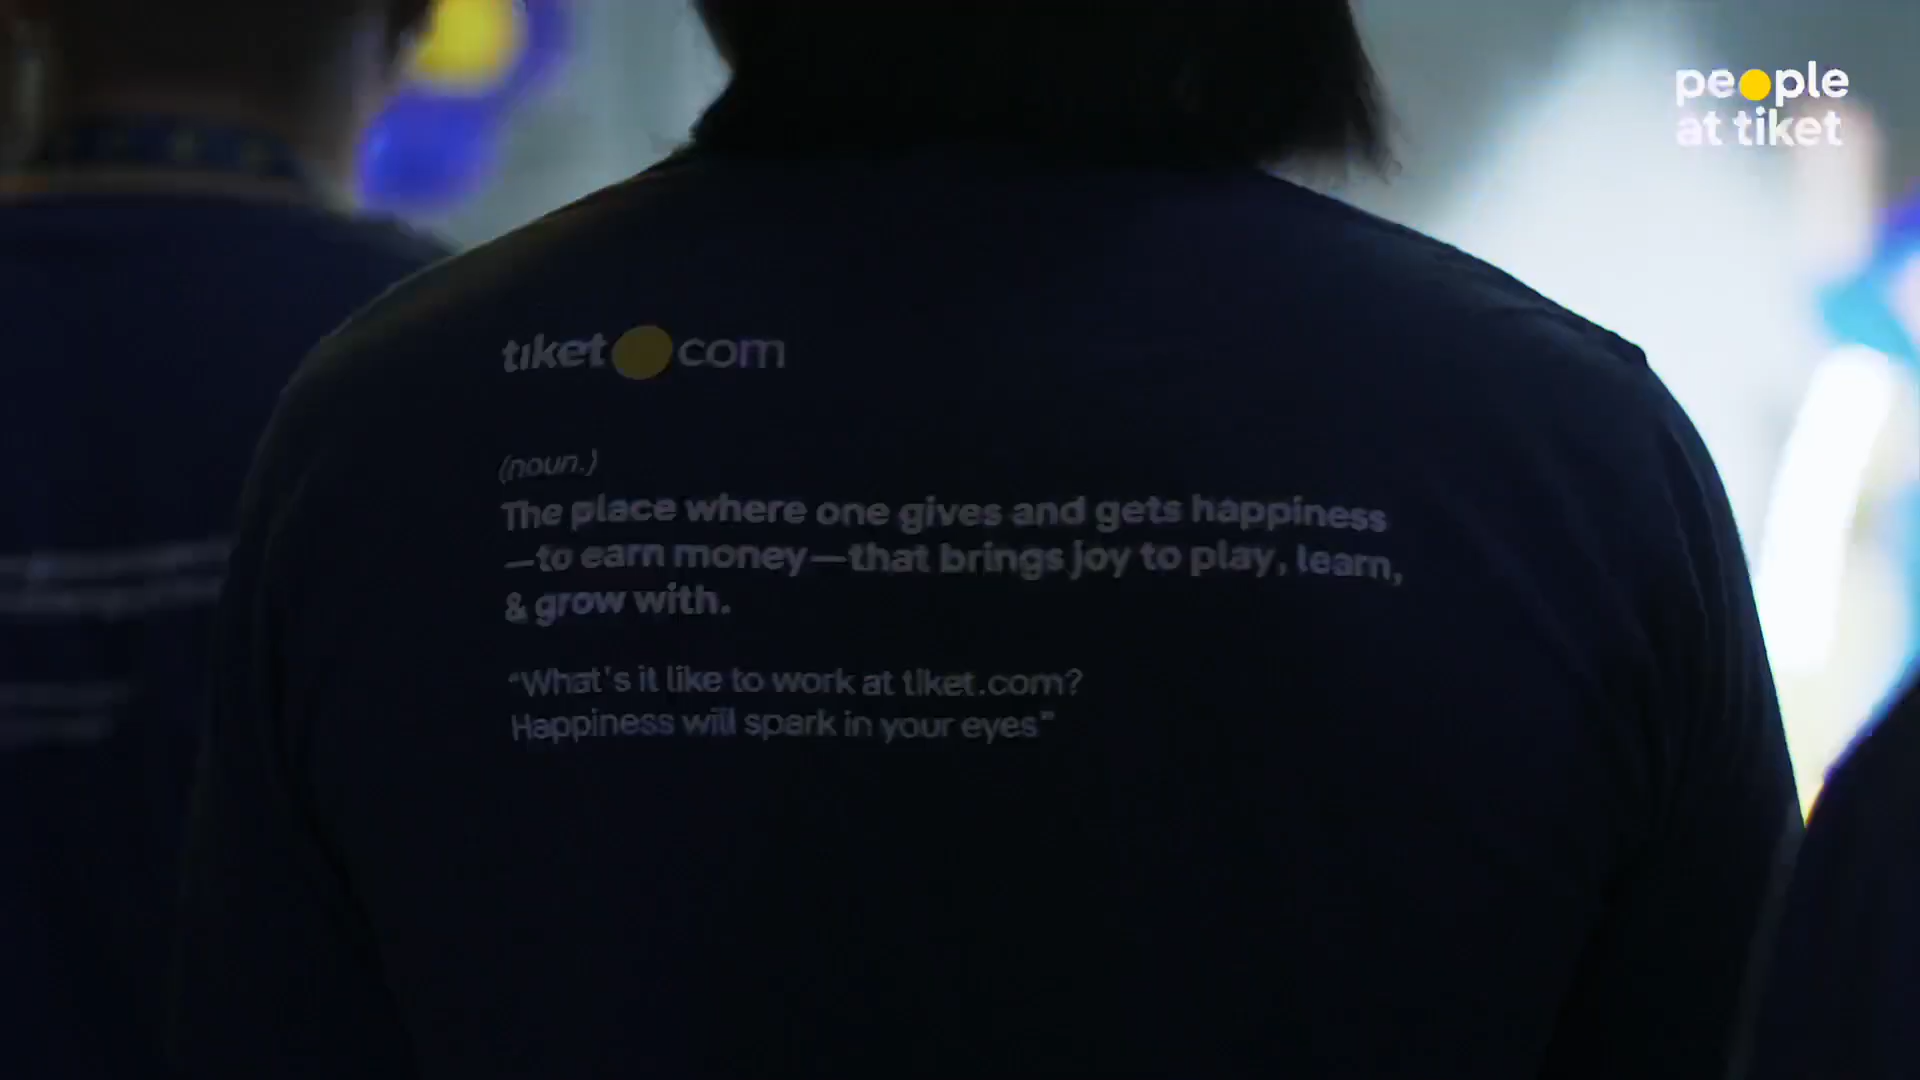 people
at tiket
tiket com
(noun.)
The place where one gives and gets happiness
—to earn money—that brings joy to play, learn,
& grow with.
“What's it like to work at tiket.com?
Happiness will spark in your eyes”